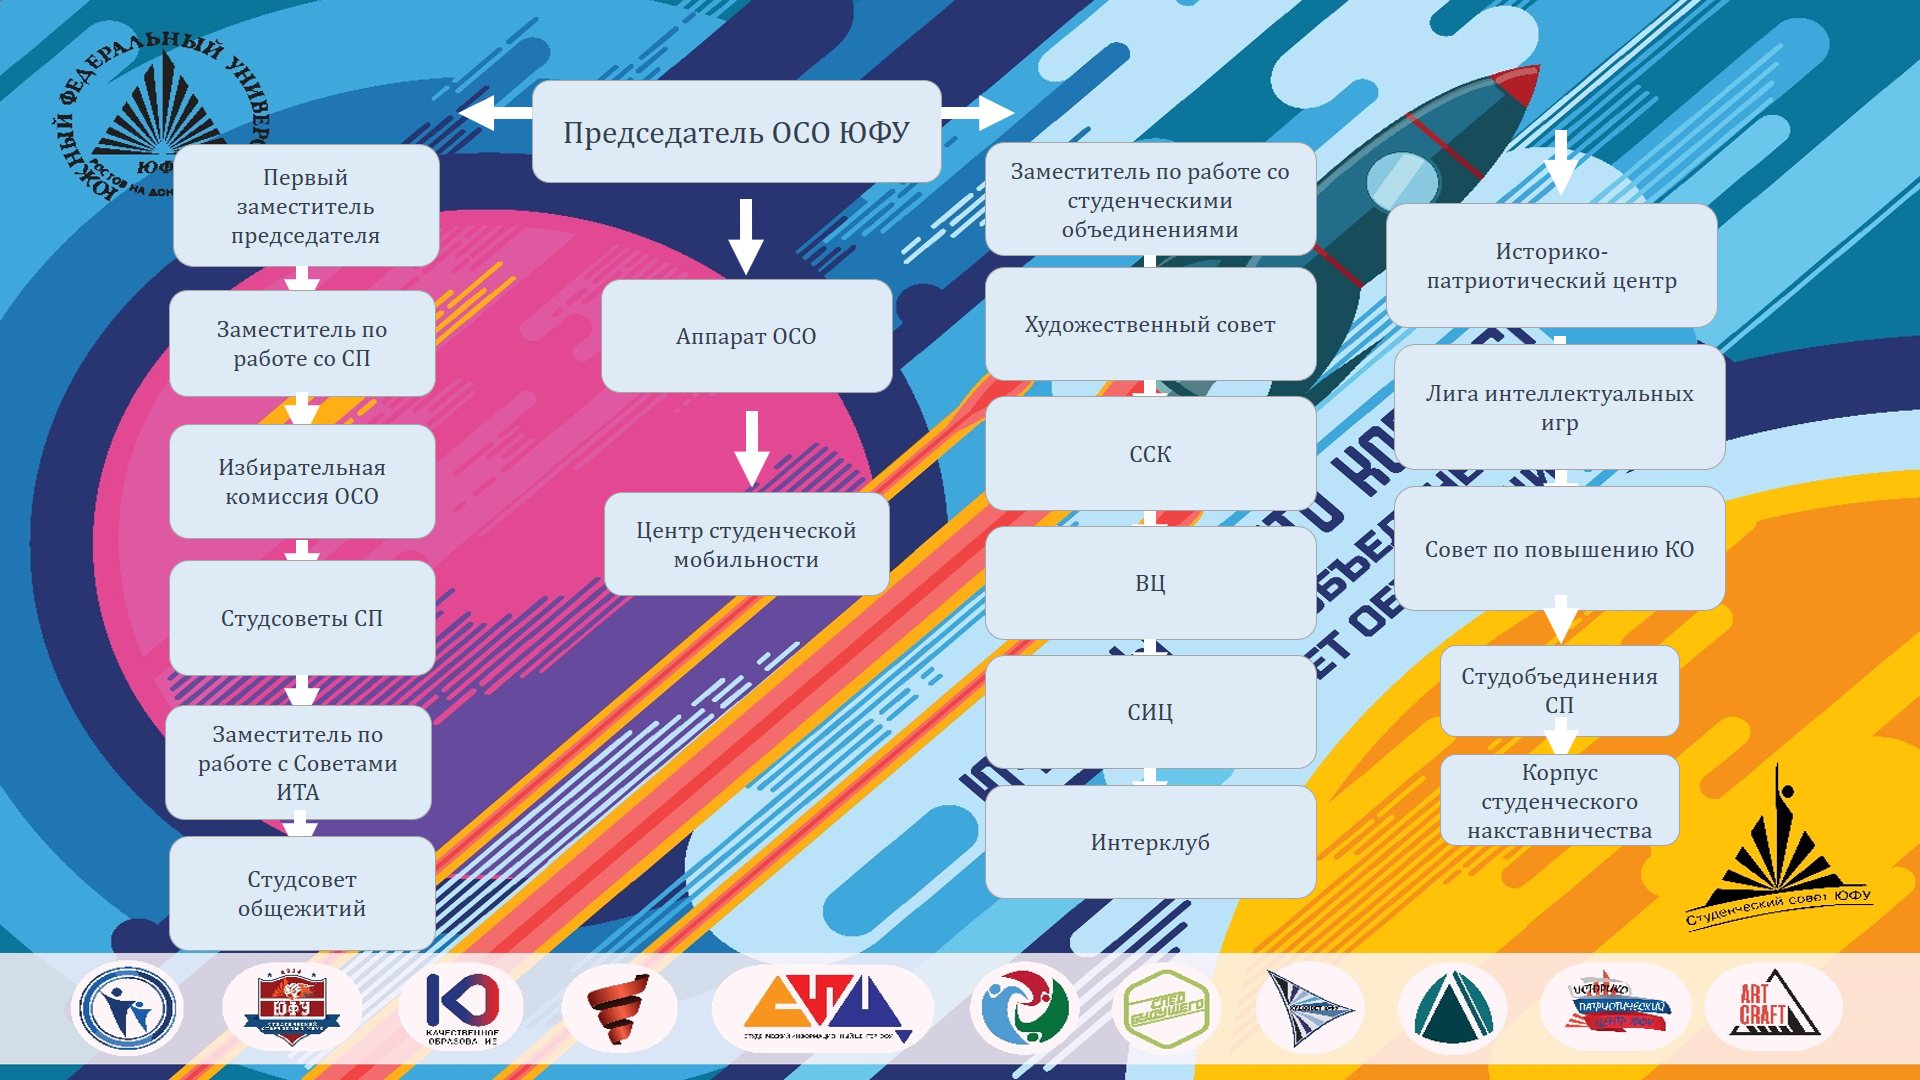 ЮЖНЫЙ ФЕДЕРАЛЬНЫЙ
ЮФ
РОСТОВ НА ДОН
Председатель ОСО ЮФУ
Первый
заместитель
председателя
Заместитель по
работе со СП
Избирательная
комиссия ОСО
Студсоветы СП
Заместитель по
работе с Советами
ИТА
Студсовет
общежитий
Аппарат ОСО
Центр студенческой
мобильности
Заместитель по работе со
студенческими
объединениями
Художественный совет
ССК
ВЦ
СИЦ
Интерклуб
Историко-
патриотический центр
Лига интеллектуальных
игр
Совет по повышению КО
Студобъединения
СП
Корпус
студенческого
накставничества
Студенческий совет ЮФУ
ЮФУ
КАЧЕСТВЕННОЕ
ОБРАЗОВАНИЕ
СЛЕД
БУДУЩЕГО
ИСТОРИКО
ПАТРИОТИЧЕСКИЙ
ЦЕНТР ЮФУ
ART
CRAFT